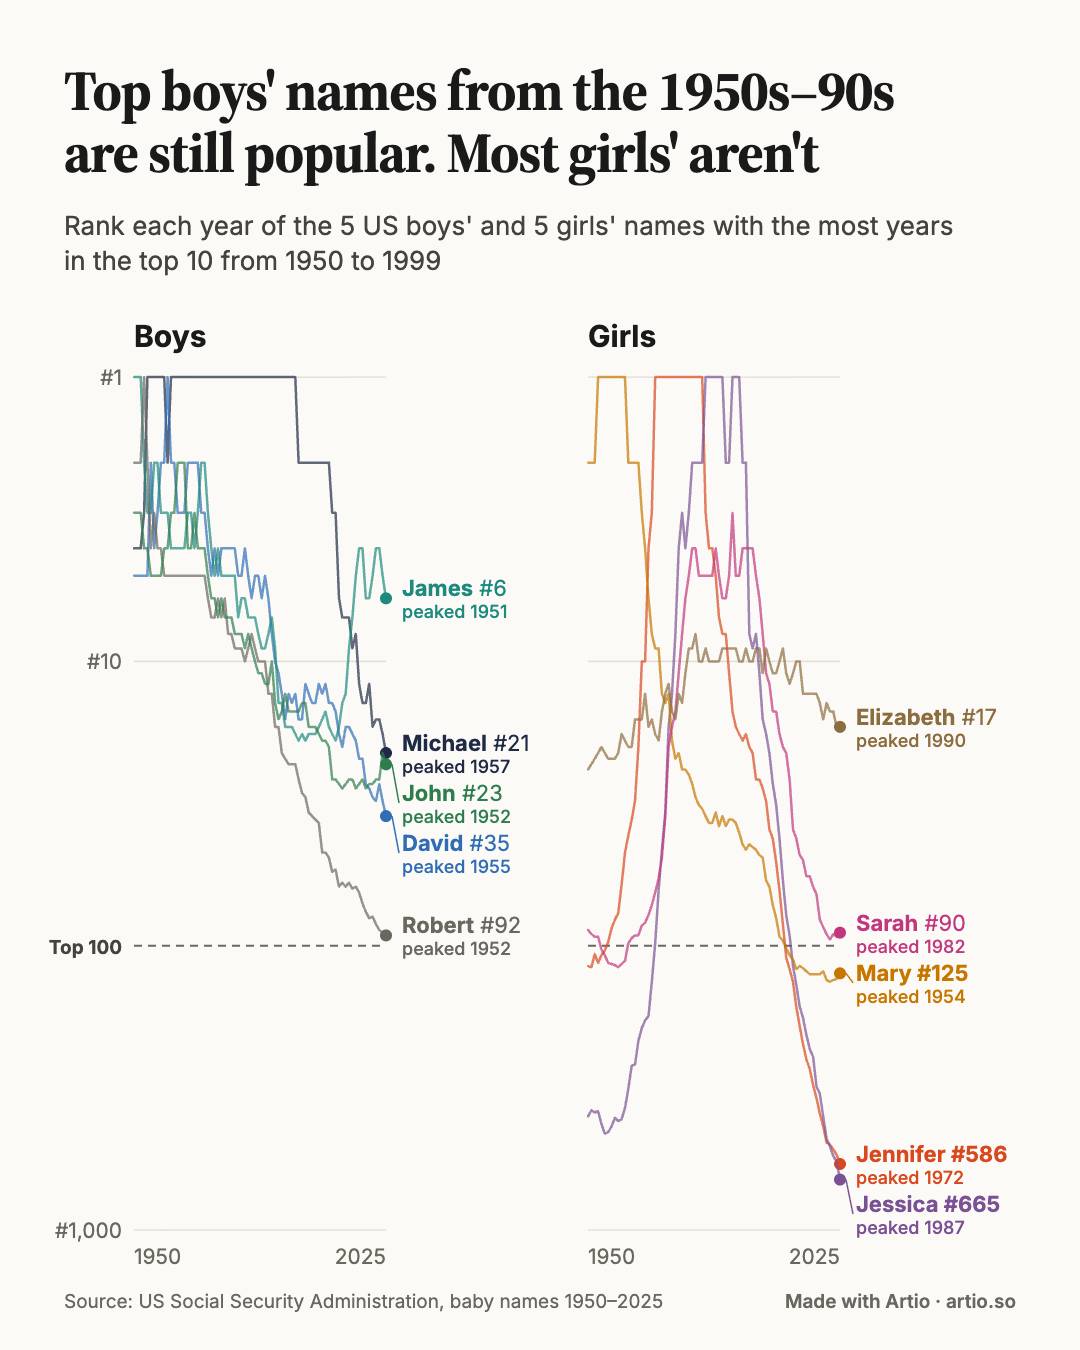 Top boys' names from the 1950s–90s
are still popular. Most girls' aren't
Rank each year of the 5 US boys' and 5 girls' names with the most years
in the top 10 from 1950 to 1999
Boys
#1
#10
Top 100
#1,000
James #6
peaked 1951
Michael #21
peaked 1957
John #23
peaked 1952
David #35
peaked 1955
Robert #92
peaked 1952
1950
2025
Girls
Elizabeth #17
peaked 1990
Sarah #90
peaked 1982
Mary #125
peaked 1954
Jennifer #586
peaked 1972
Jessica #665
peaked 1987
1950
2025
Source: US Social Security Administration, baby names 1950–2025
Made with Artio · artio.so